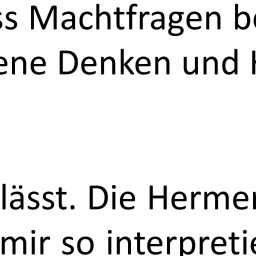 ss Machtfragen be
ene Denken und H
lässt. Die Hermen
mir so interpretie